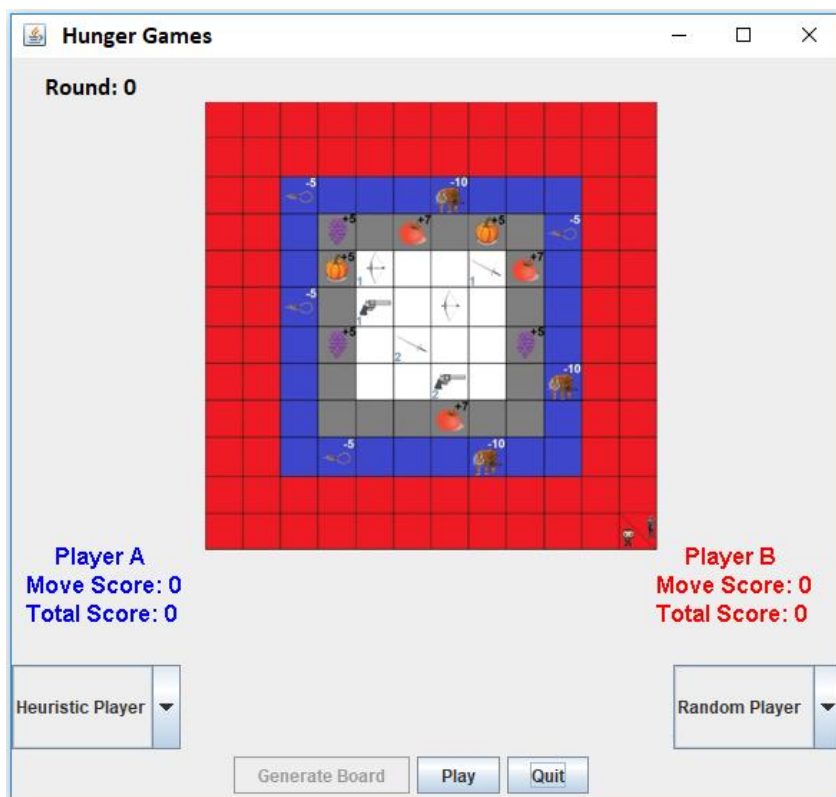 Hunger Games
Round: 0
-5 -10
+5 +7 +5 -5
+5 +7
1 1
-5
1
+5 +5
2
-10
2
+7
-5 -10
Player A
Move Score: 0
Total Score: 0
Player B
Move Score: 0
Total Score: 0
Heuristic Player
Random Player
Generate Board
Play
Quit